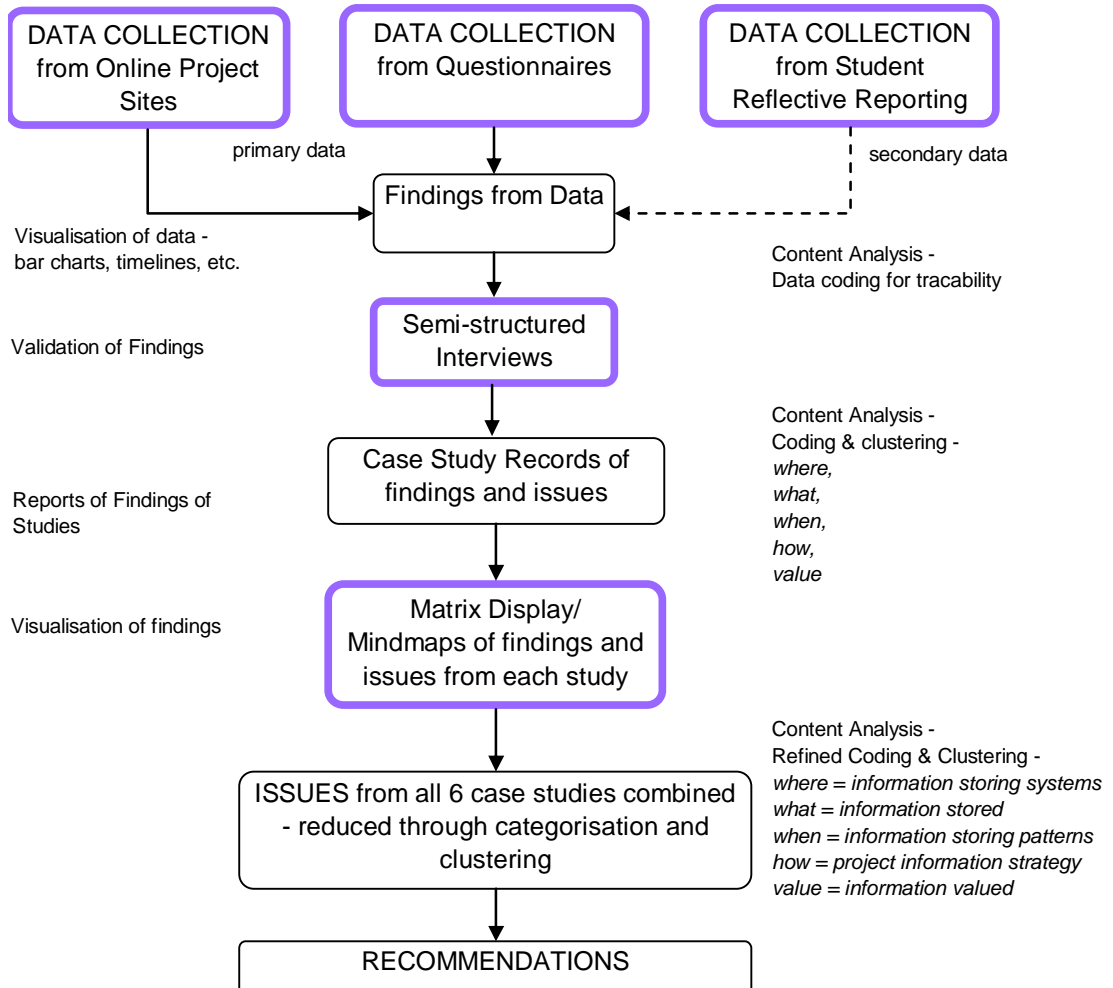 DATA COLLECTION
from Online Project
Sites
DATA COLLECTION
from Questionnaires
DATA COLLECTION
from Student
Reflective Reporting
primary data
secondary data
Findings from Data
Visualisation of data -
bar charts, timelines, etc.
Content Analysis -
Data coding for tracability
Semi-structured
Interviews
Validation of Findings
Content Analysis -
Coding & clustering -
where,
what,
when,
how,
value
Case Study Records of
findings and issues
Reports of Findings of
Studies
Matrix Display/
Mindmaps of findings and
issues from each study
Visualisation of findings
Content Analysis -
Refined Coding & Clustering -
where = information storing systems
what = information stored
when = information storing patterns
how = project information strategy
value = information valued
ISSUES from all 6 case studies combined
- reduced through categorisation and
clustering
RECOMMENDATIONS